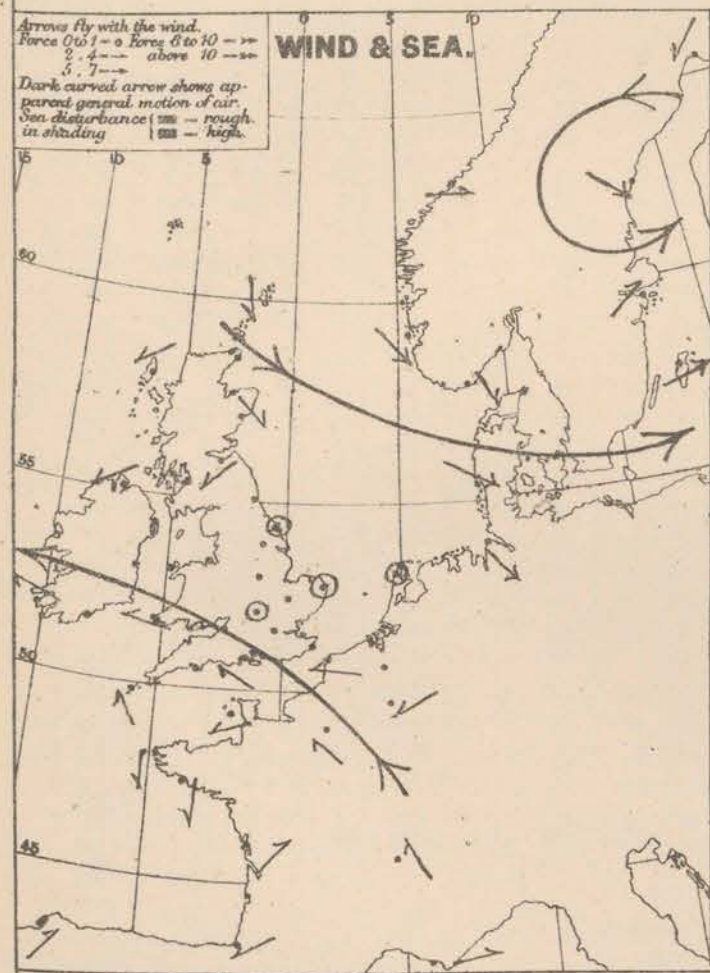 Arrows fly with the wind.
Force 0 to 1 - o Force 8 to 10 -
2 . 4 - above 10 -
5 . 7 -
Dark curved arrow shows ap-
parent general motion of air.
Sea disturbance - rough.
in shading - high.
WIND & SEA.
0 5 10
15 10 5
60
55
50
45